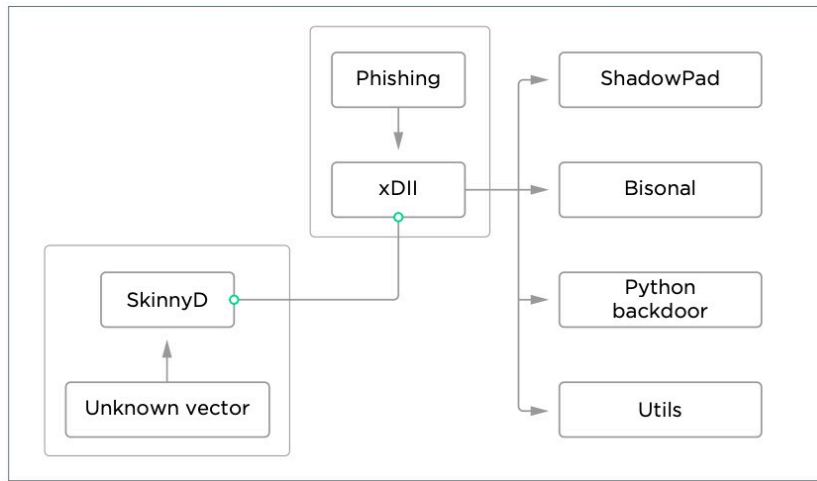 Phishing
ShadowPad
xDll
Bisonal
SkinnyD
Python
backdoor
Unknown vector
Utils